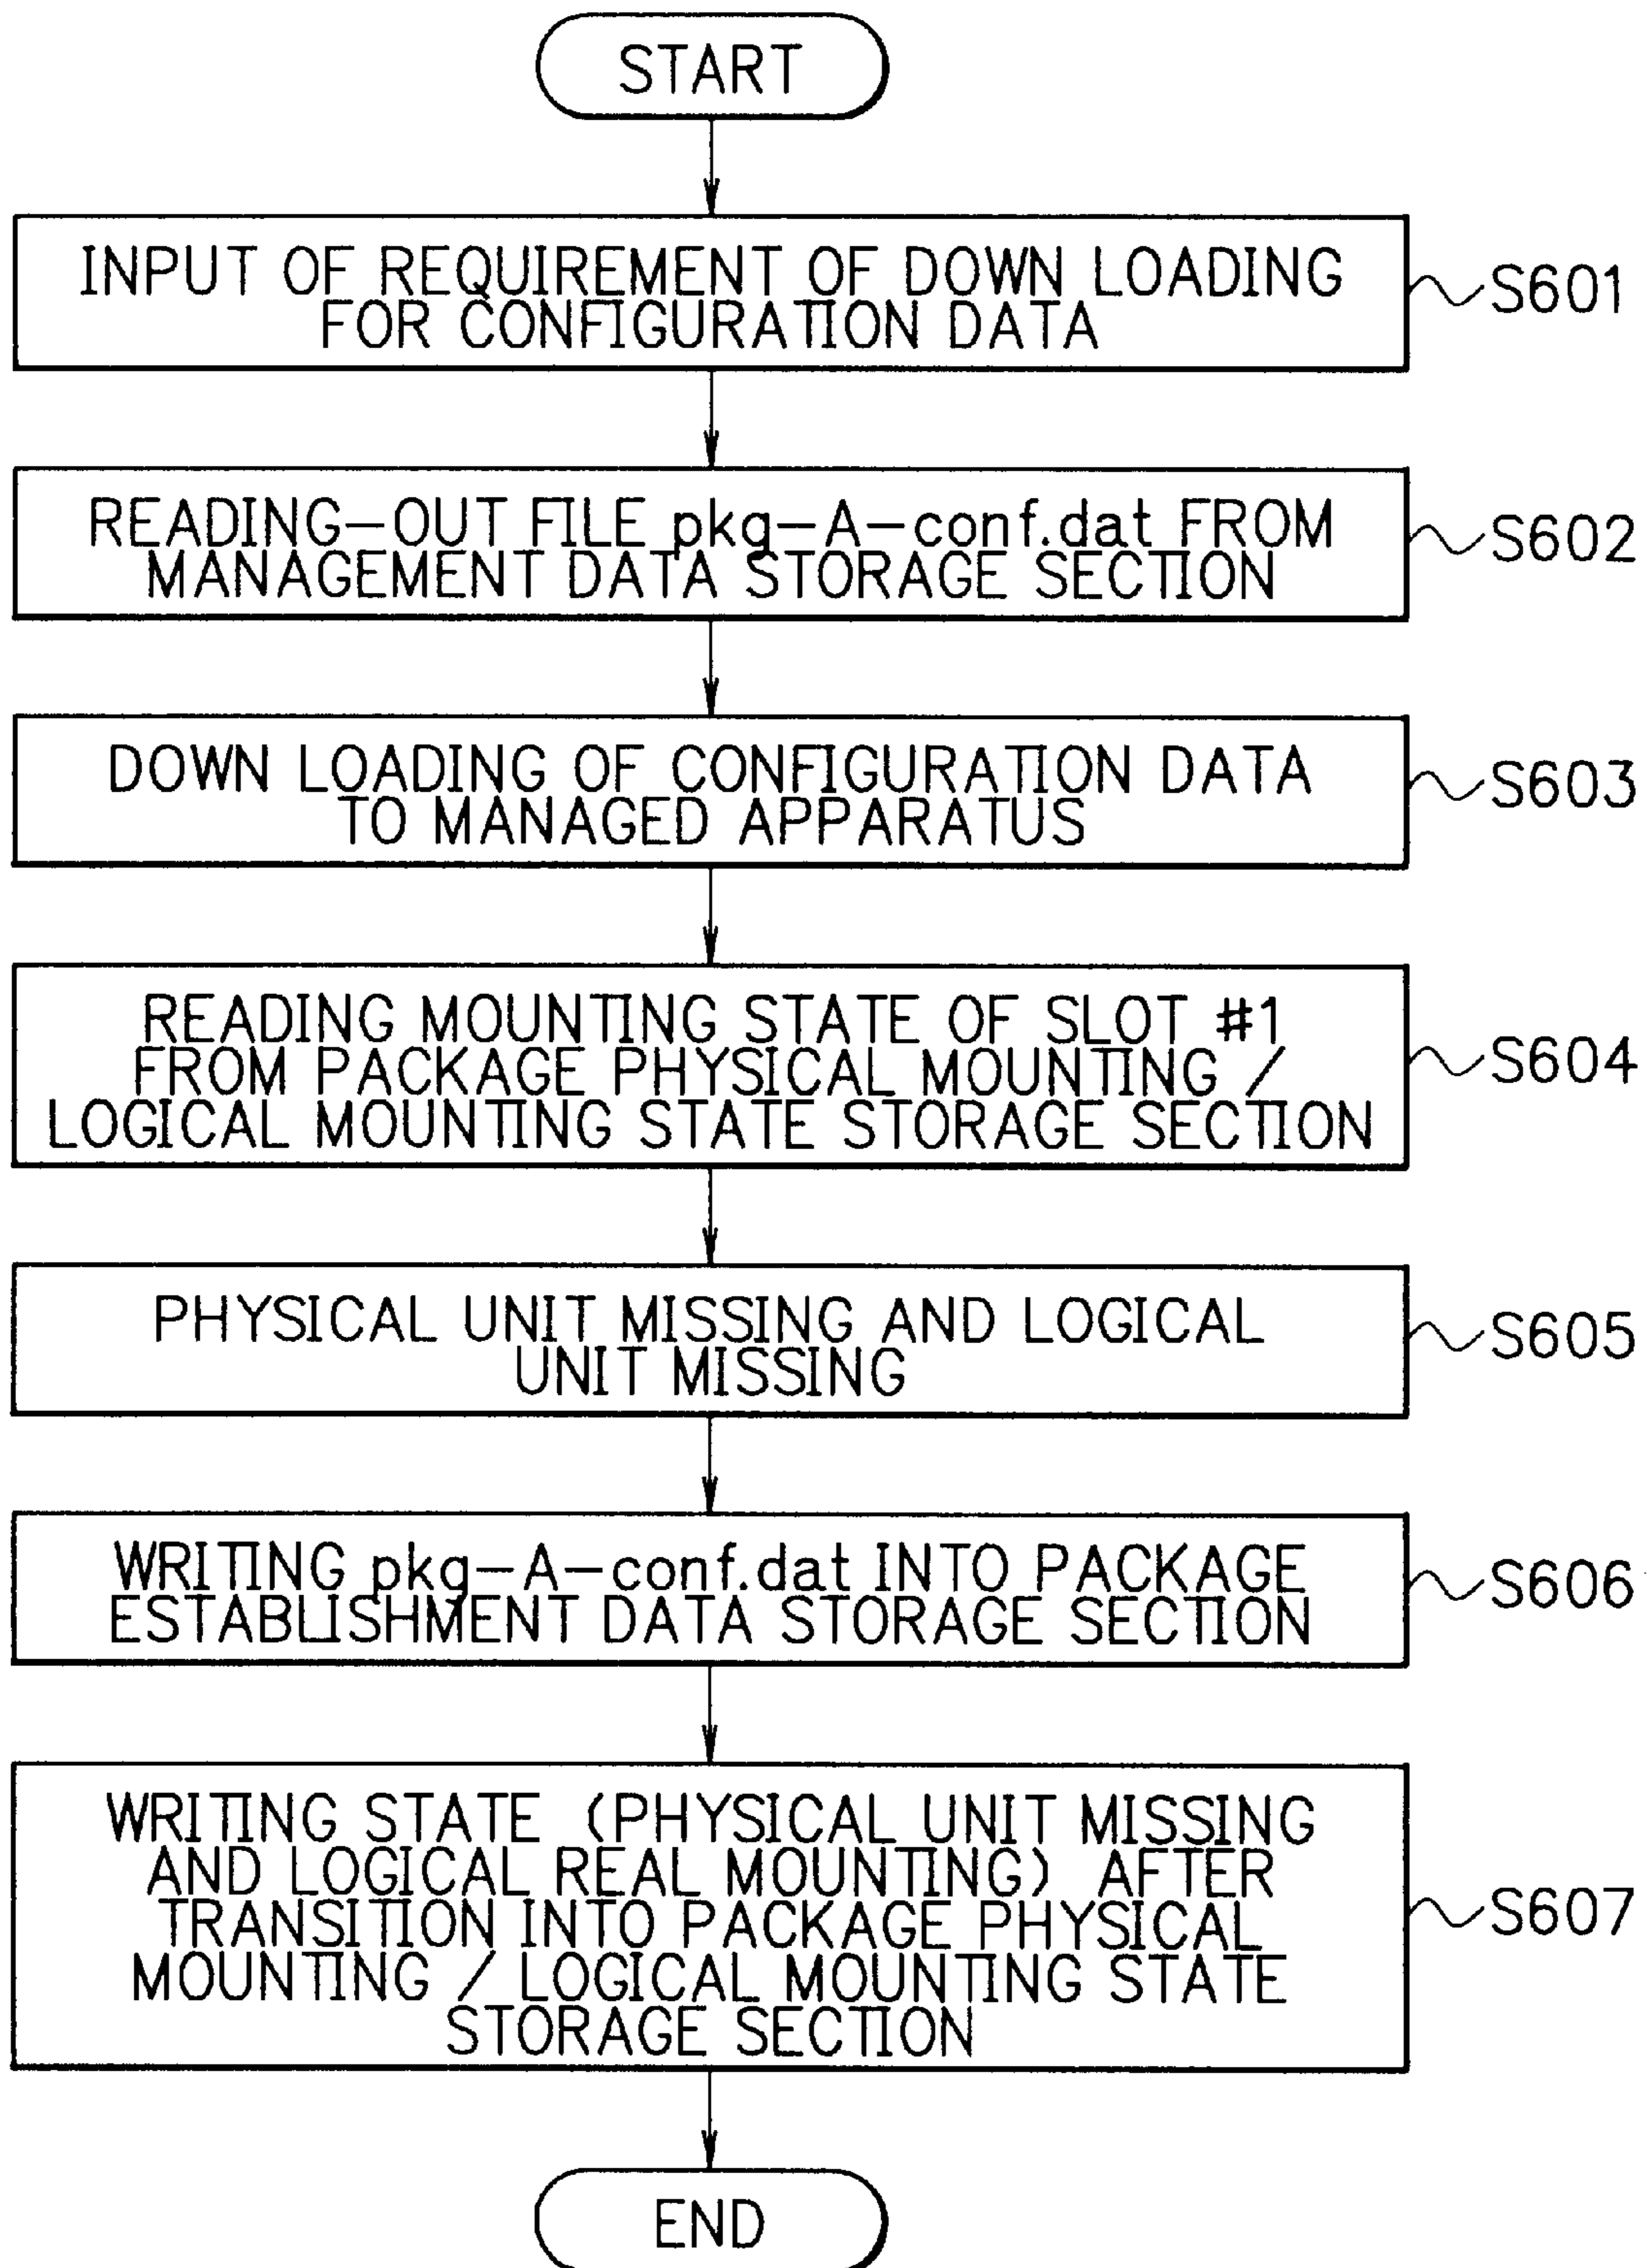 START
INPUT OF REQUIREMENT OF DOWN LOADING
FOR CONFIGURATION DATA
S601
READING-OUT FILE pkg-A-conf.dat FROM
MANAGEMENT DATA STORAGE SECTION
S602
DOWN LOADING OF CONFIGURATION DATA
TO MANAGED APPARATUS
S603
READING MOUNTING STATE OF SLOT #1
FROM PACKAGE PHYSICAL MOUNTING /
LOGICAL MOUNTING STATE STORAGE SECTION
S604
PHYSICAL UNIT MISSING AND LOGICAL
UNIT MISSING
S605
WRITING pkg-A-conf.dat INTO PACKAGE
ESTABLISHMENT DATA STORAGE SECTION
S606
WRITING STATE (PHYSICAL UNIT MISSING
AND LOGICAL REAL MOUNTING) AFTER
TRANSITION INTO PACKAGE PHYSICAL
MOUNTING / LOGICAL MOUNTING STATE
STORAGE SECTION
S607
END